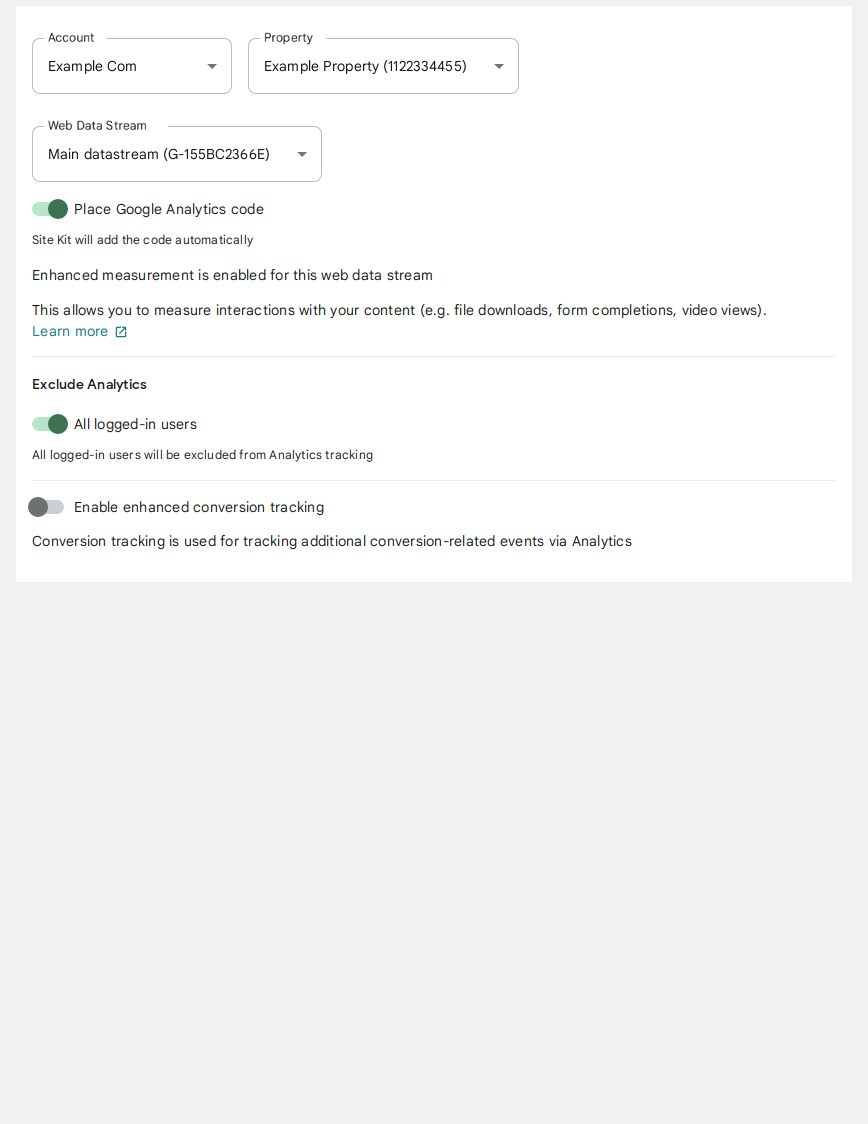 Account
Property
Example Com
Example Property (1122334455)
Web Data Stream
Main datastream (G-155BC2366E)
Place Google Analytics code
Site Kit will add the code automatically
Enhanced measurement is enabled for this web data stream
This allows you to measure interactions with your content (e.g. file downloads, form completions, video views).
Learn more
Exclude Analytics
All logged-in users
All logged-in users will be excluded from Analytics tracking
Enable enhanced conversion tracking
Conversion tracking is used for tracking additional conversion-related events via Analytics